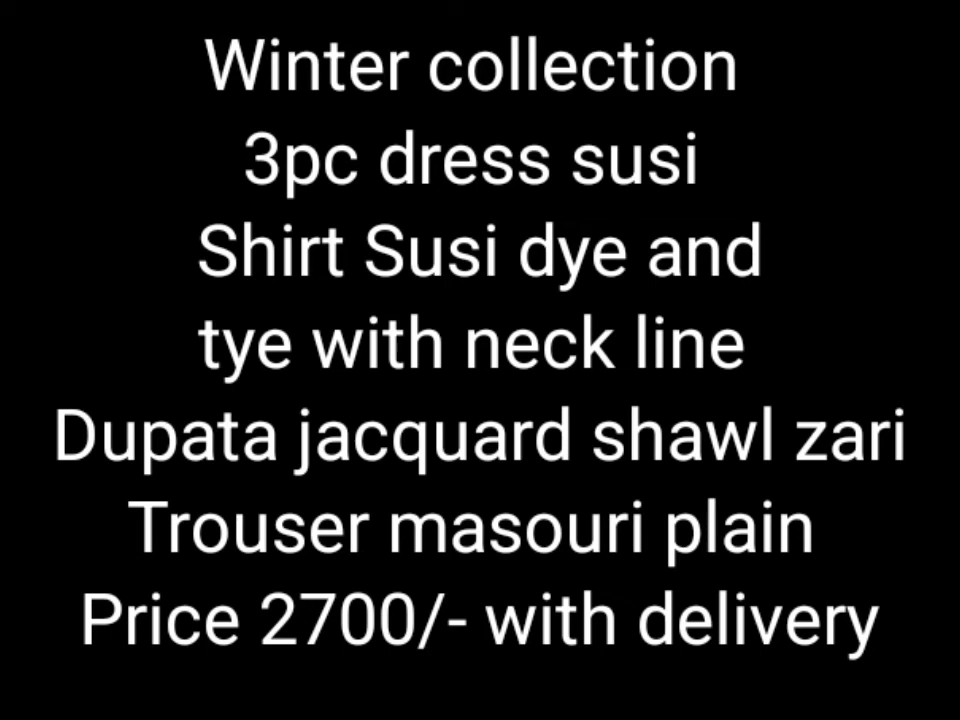 Winter collection
3pc dress susi
Shirt Susi dye and
tye with neck line
Dupata jacquard shawl zari
Trouser masouri plain
Price 2700/- with delivery